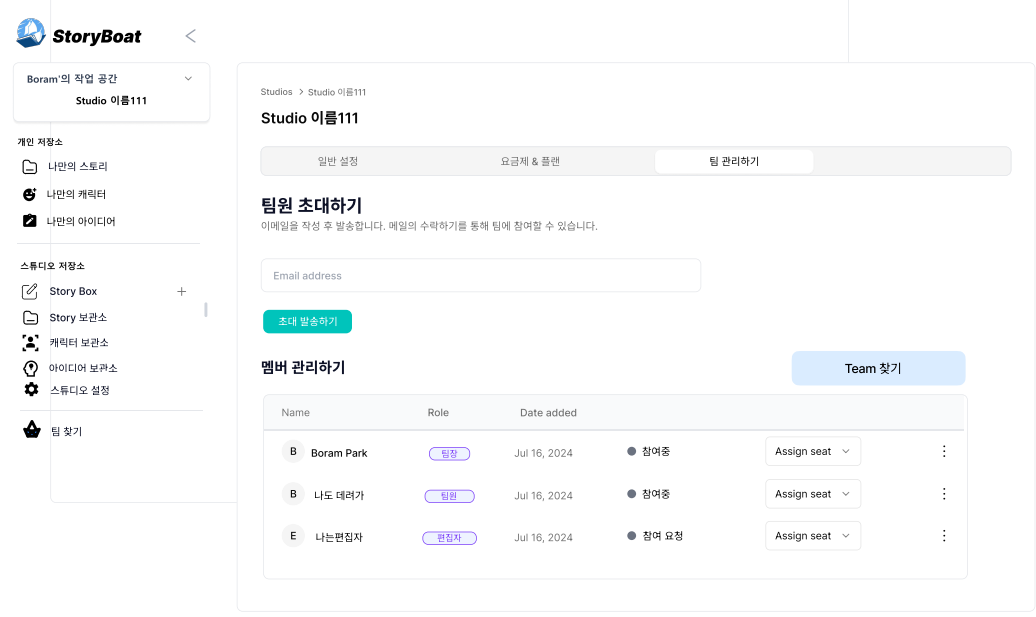 StoryBoat
Boram'의 작업 공간
Studio 이름111
개인 저장소
나만의 스토리
나만의 캐릭터
나만의 아이디어
스튜디오 저장소
Story Box
Story 보관소
캐릭터 보관소
아이디어 보관소
스튜디오 설정
팀 찾기
Studios > Studio 이름111
Studio 이름111
일반 설정 요금제 & 플랜 팀 관리하기
팀원 초대하기
이메일을 작성 후 발송합니다. 메일의 수락하기를 통해 팀에 참여할 수 있습니다.
Email address
초대 발송하기
멤버 관리하기 Team 찾기
Name Role Date added
B Boram Park 팀장 Jul 16, 2024 참여중 Assign seat
B 나도 데려가 팀원 Jul 16, 2024 참여중 Assign seat
E 나는편집자 편집자 Jul 16, 2024 참여 요청 Assign seat